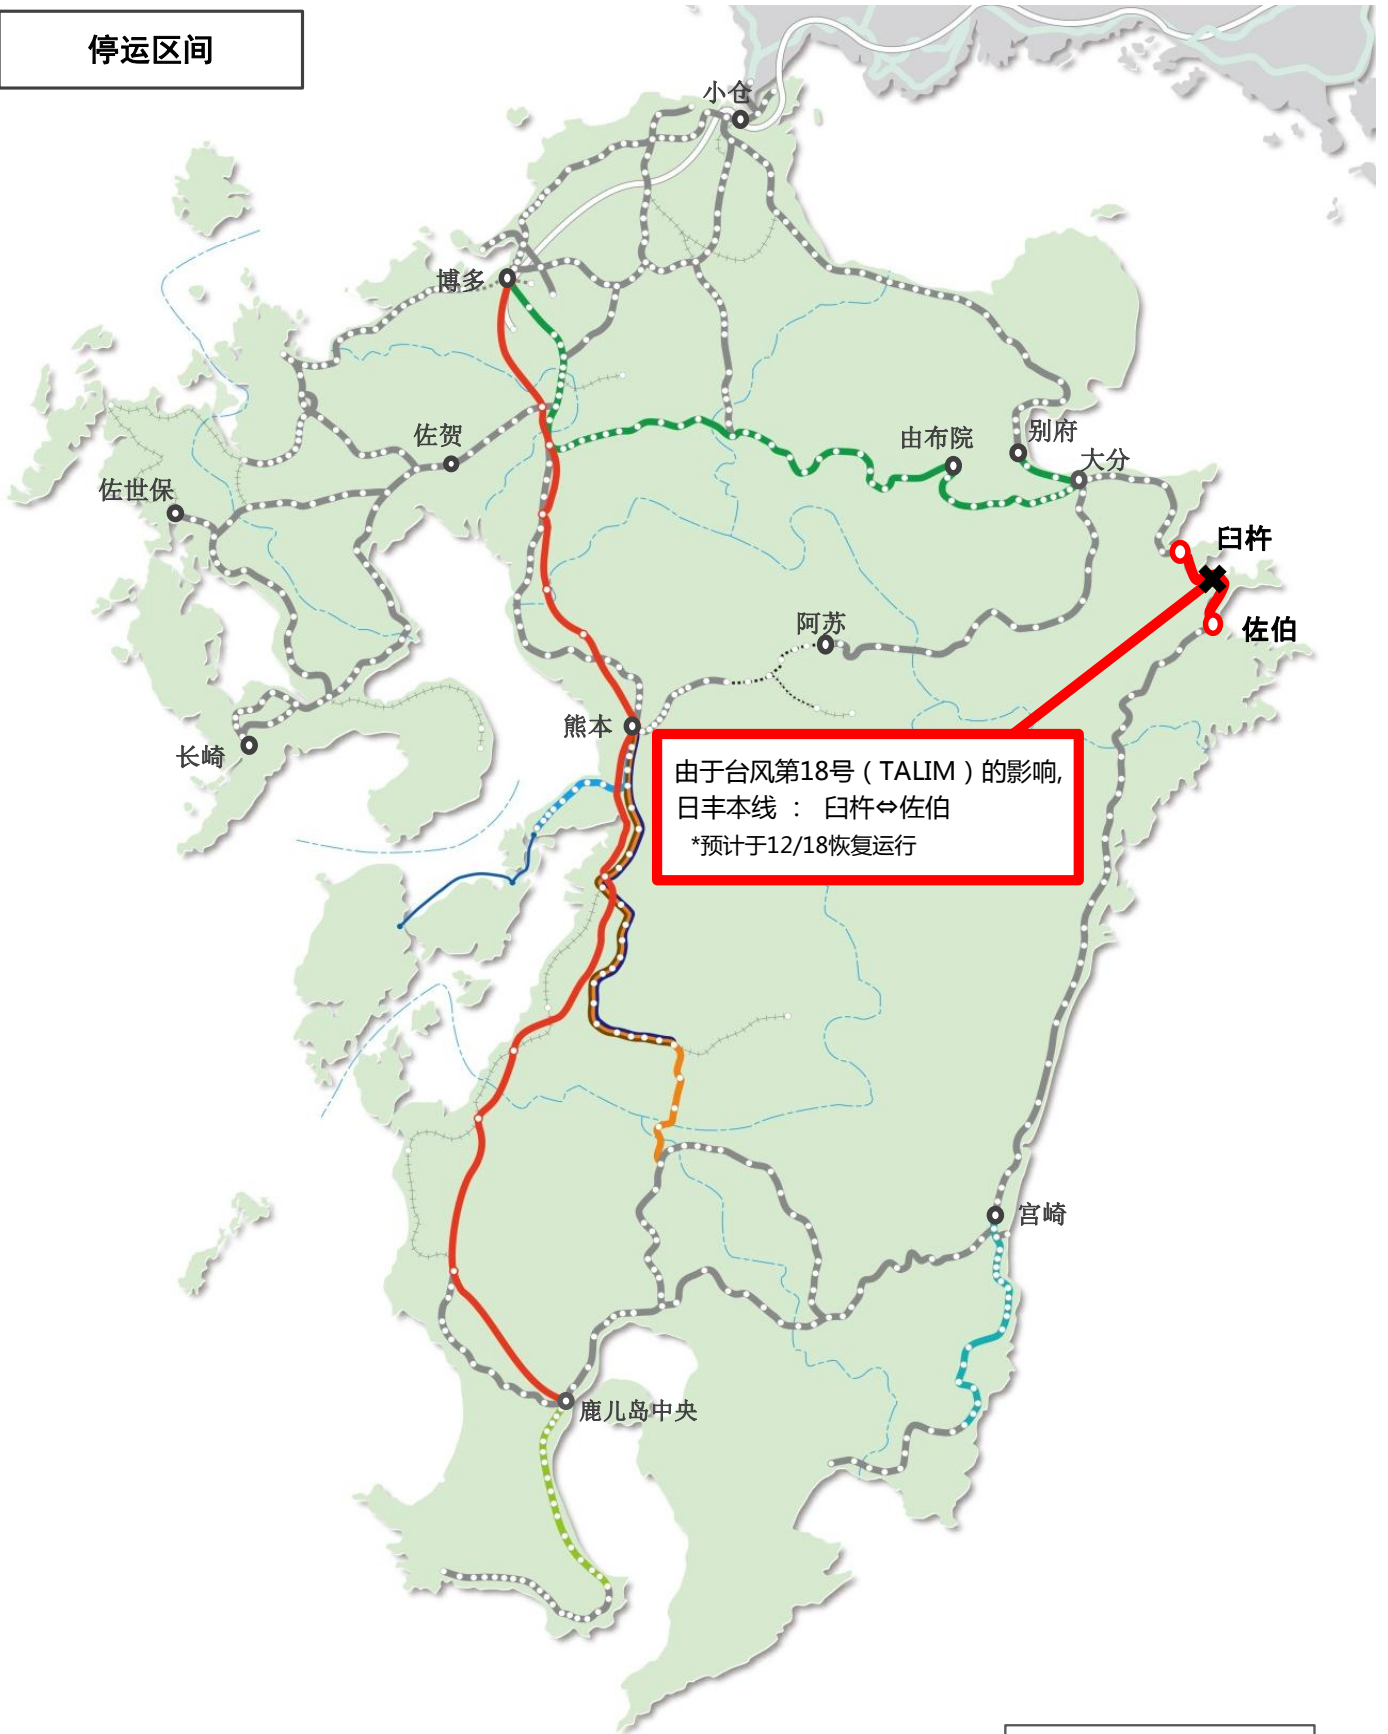 停运区间
小仓
博多
佐贺
由布院
别府
大分
佐世保
臼杵
佐伯
阿苏
熊本
长崎
由于台风第18号（TALIM）的影响,
日丰本线 ： 臼杵⇔佐伯
*预计于12/18恢复运行
宫崎
鹿儿岛中央